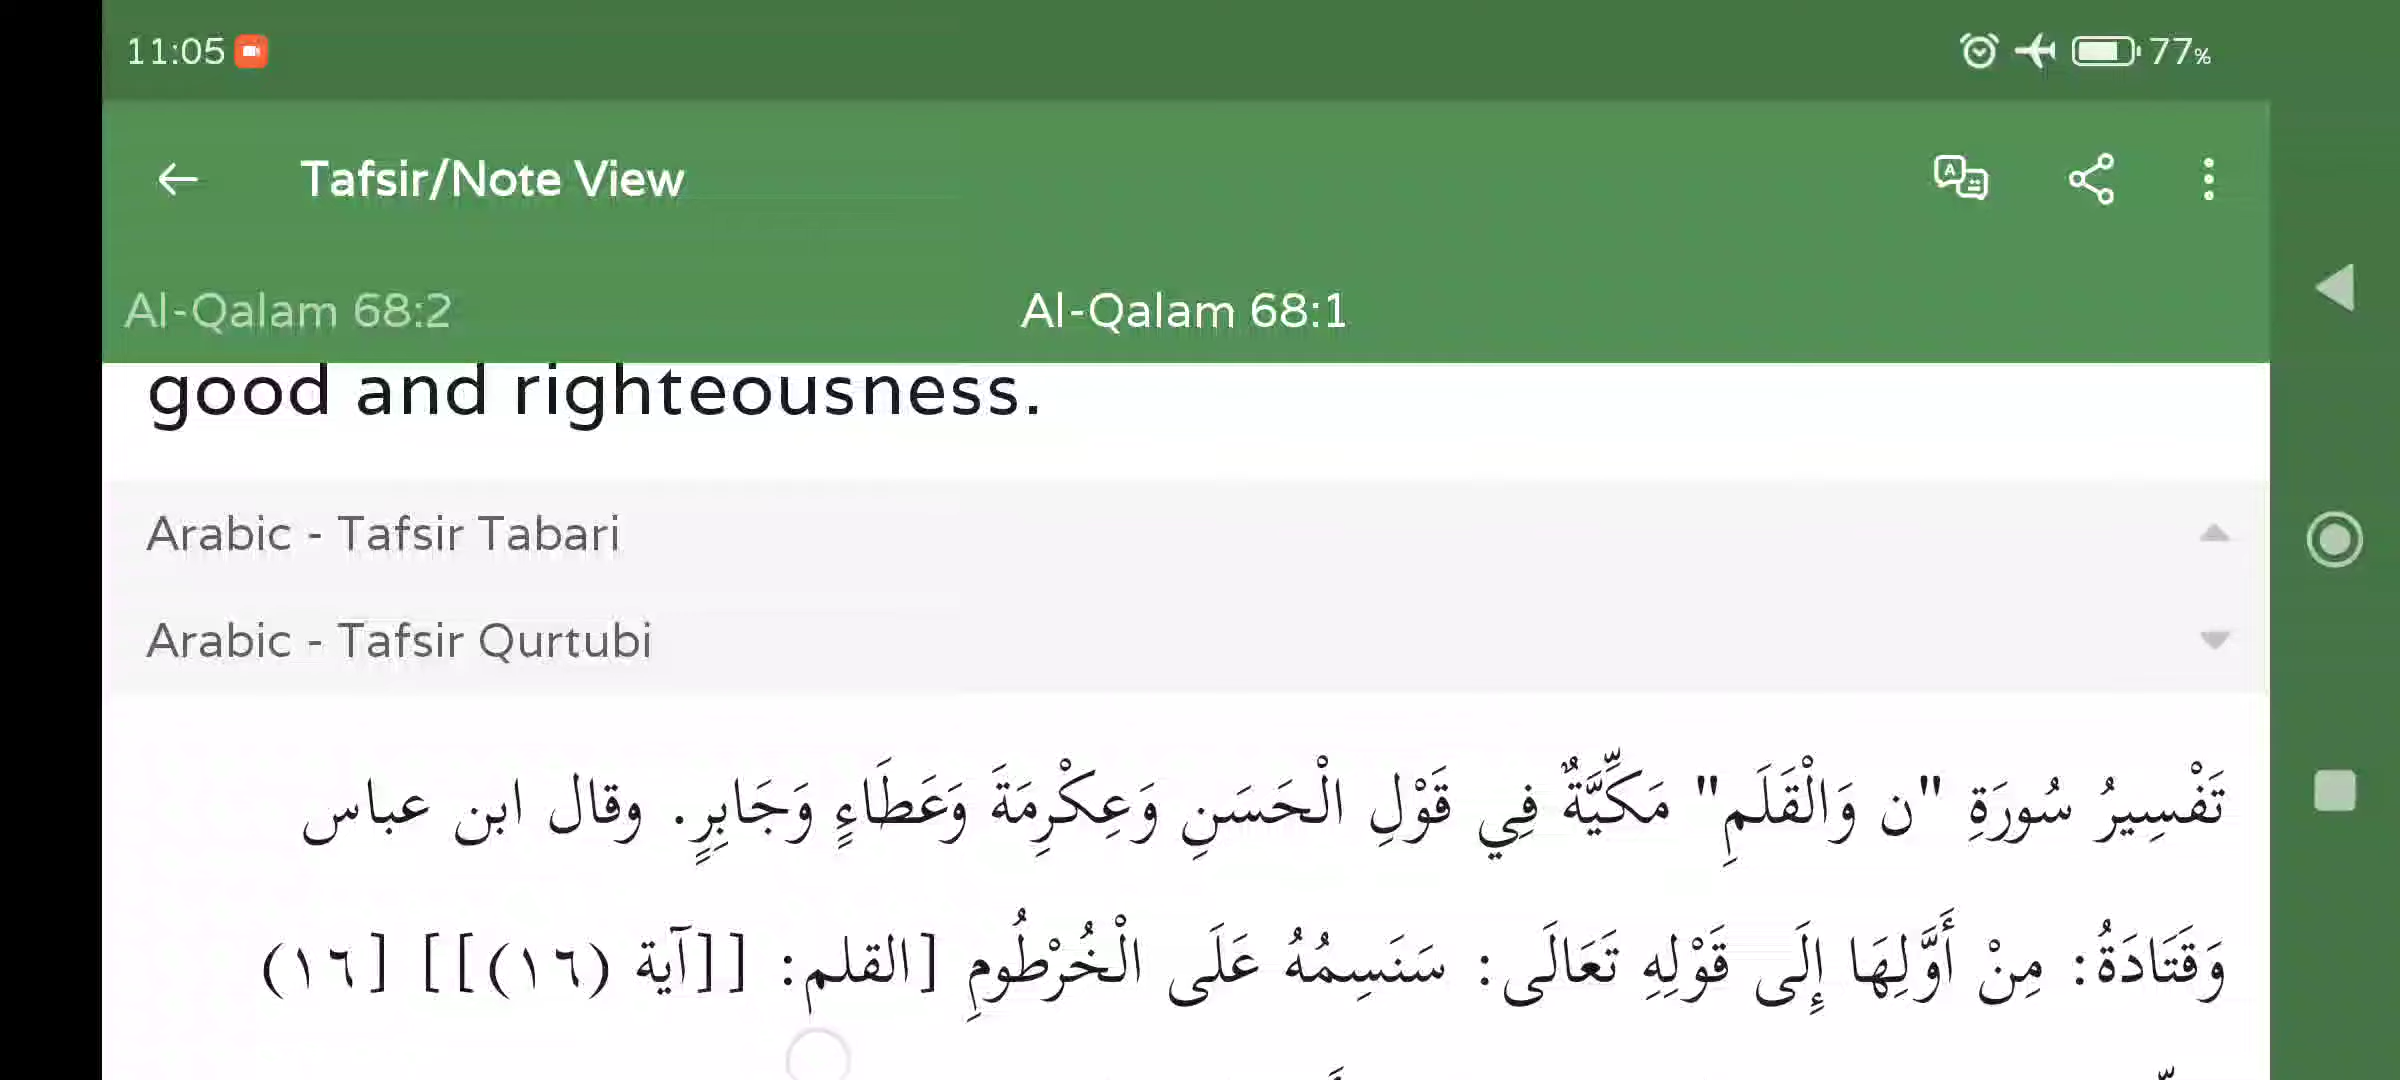 11:05
77%
Tafsir/Note View
Al-Qalam 68:2
Al-Qalam 68:1
good and righteousness.
Arabic - Tafsir Tabari
Arabic - Tafsir Qurtubi
تَفْسِيرُ سُورَةِ "ن وَالْقَلَمِ" مَكِّيَّةٌ فِي قَوْلِ الْحَسَنِ وَعِكْرِمَةَ وَعَطَاءٍ وَجَابِرٍ. وقال ابن عباس
وَقَتَادَةُ: مِنْ أَوَّلِهَا إِلَى قَوْلِهِ تَعَالَى: سَنَسِمُهُ عَلَى الْخُرْطُومِ [القلم: [[آية (١٦)]] [١٦)